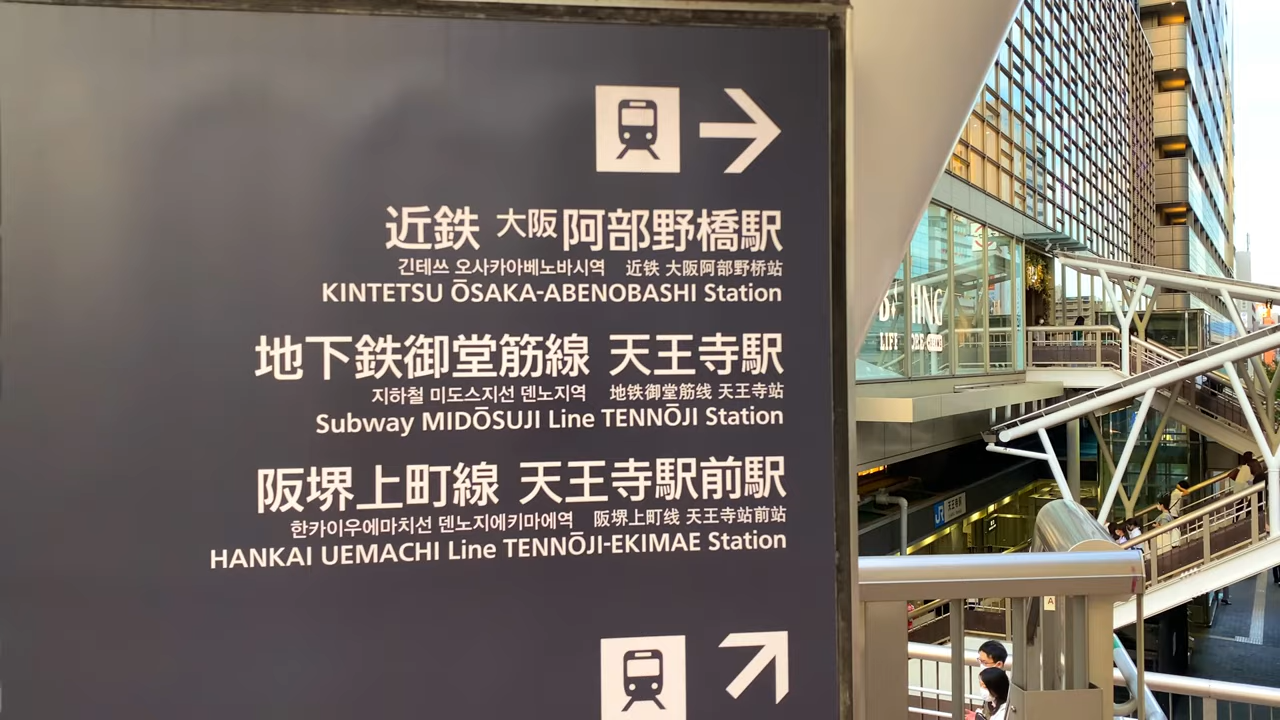 近鉄 大阪阿部野橋駅
긴테쓰 오사카아베노바시역 近铁 大阪阿部野桥站
KINTETSU ŌSAKA-ABENOBASHI Station
地下鉄御堂筋線 天王寺駅
지하철 미도스지선 덴노지역 地铁御堂筋线 天王寺站
Subway MIDŌSUJI Line TENNŌJI Station
阪堺上町線 天王寺駅前駅
한카이우에마치선 덴노지에키마에역 阪堺上町线 天王寺站前站
HANKAI UEMACHI Line TENNŌJI-EKIMAE Station
JR 天王寺駅
A